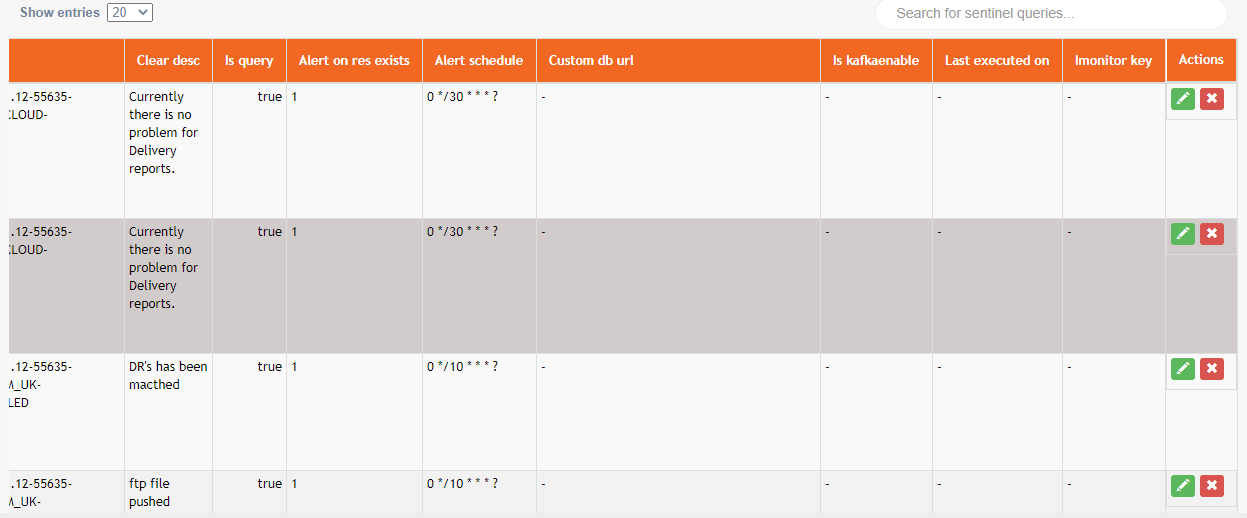 Show entries 20
Search for sentinel queries...
Clear desc Is query Alert on res exists Alert schedule Custom db url Is kafkaenable Last executed on Imonitor key Actions
.12-55635- Currently true 1 0 */30 * * * ? - - - -
CLOUD- there is no
problem for
Delivery
reports.
.12-55635- Currently true 1 0 */30 * * * ? - - - -
CLOUD- there is no
problem for
Delivery
reports.
.12-55635- DR's has been true 1 0 */10 * * * ? - - - -
M_UK- macthed
LED
.12-55635- ftp file true 1 0 */10 * * * ? - - - -
M_UK- pushed